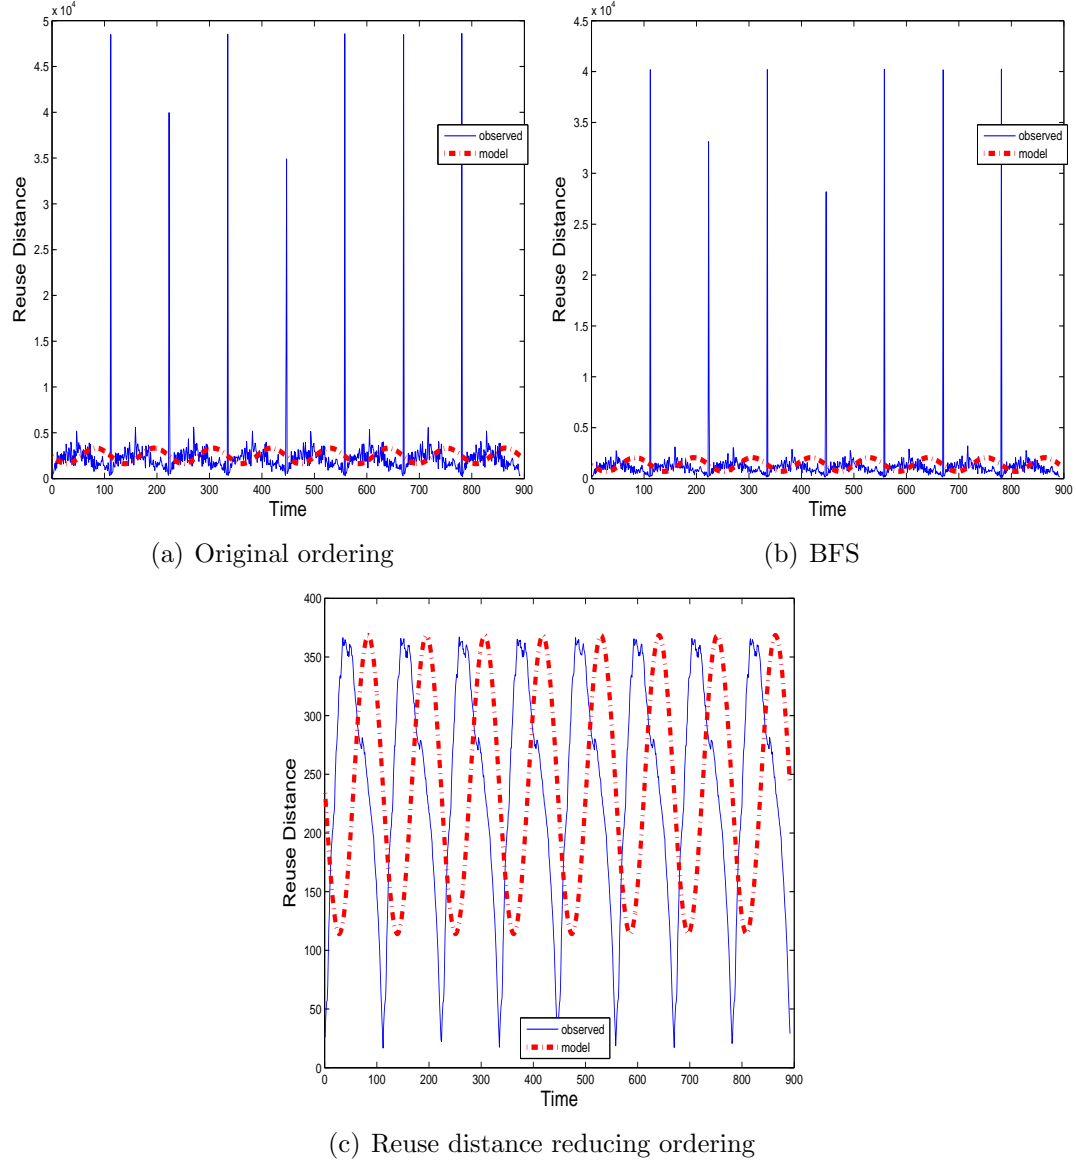 x 10⁴
5
4.5
4
3.5
3
2.5
2
1.5
1
0.5
0
Reuse Distance
observed
model
0 100 200 300 400 500 600 700 800 900
Time
(a) Original ordering
x 10⁴
4.5
4
3.5
3
2.5
2
1.5
1
0.5
0
Reuse Distance
observed
model
0 100 200 300 400 500 600 700 800 900
Time
(b) BFS
400
350
300
250
200
150
100
50
0
Reuse Distance
observed
model
0 100 200 300 400 500 600 700 800 900
Time
(c) Reuse distance reducing ordering